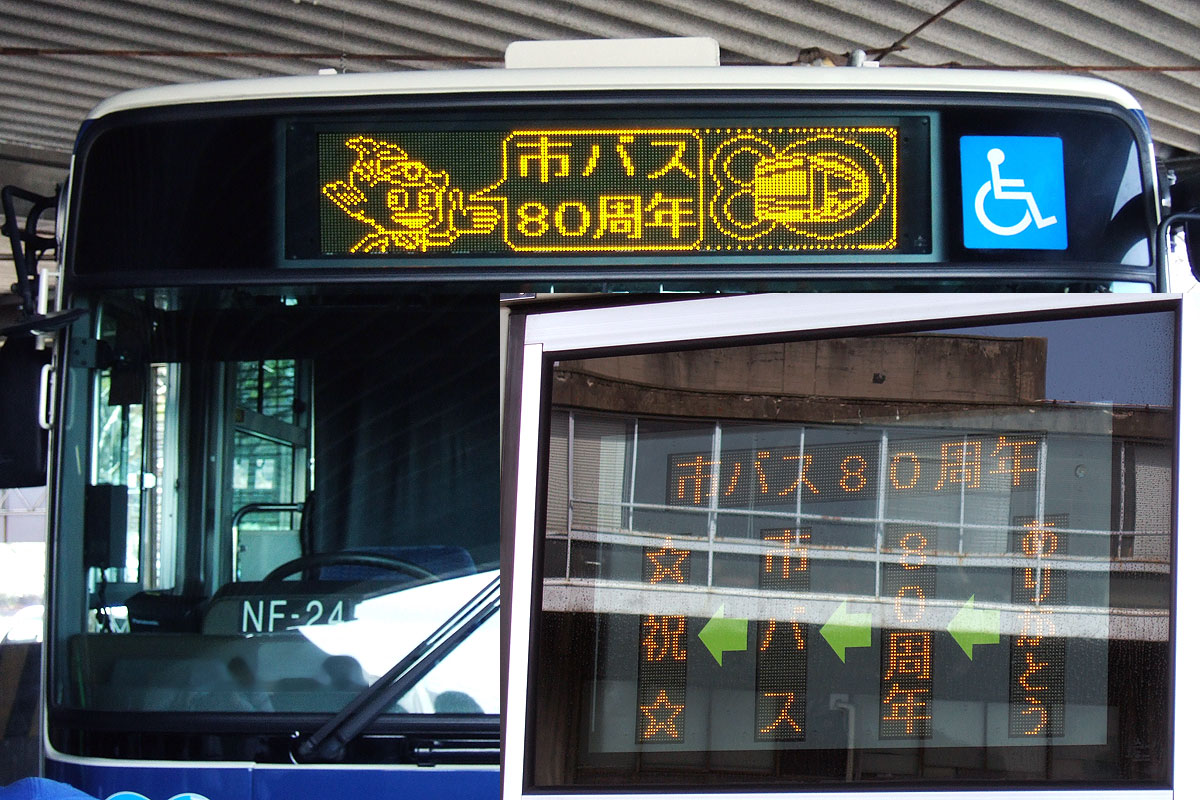 市バス
80周年
NF-24
市バス80周年
ありがとう
80周年
市バス
☆祝☆